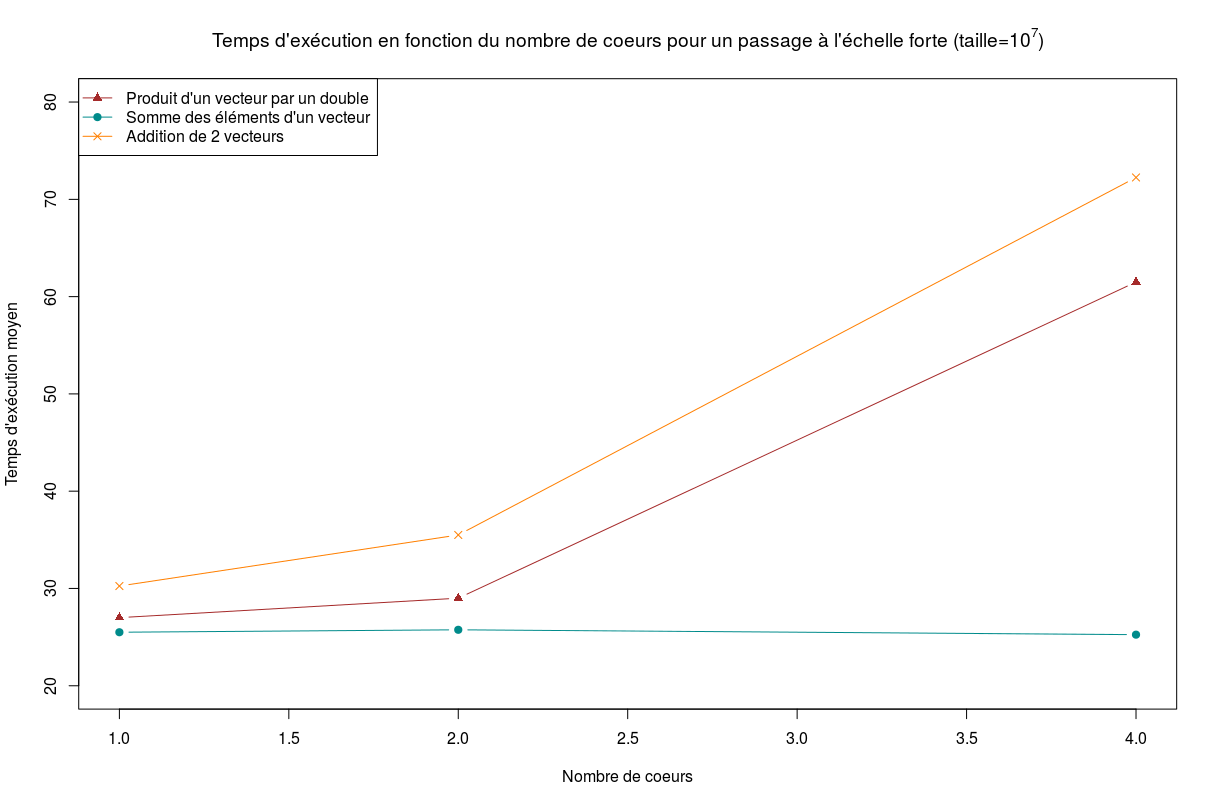 Temps d'exécution en fonction du nombre de coeurs pour un passage à l'échelle forte (taille=10⁷)
Produit d'un vecteur par un double
Somme des éléments d'un vecteur
Addition de 2 vecteurs
80
70
60
50
40
30
20
Temps d'exécution moyen
1.0 1.5 2.0 2.5 3.0 3.5 4.0
Nombre de coeurs